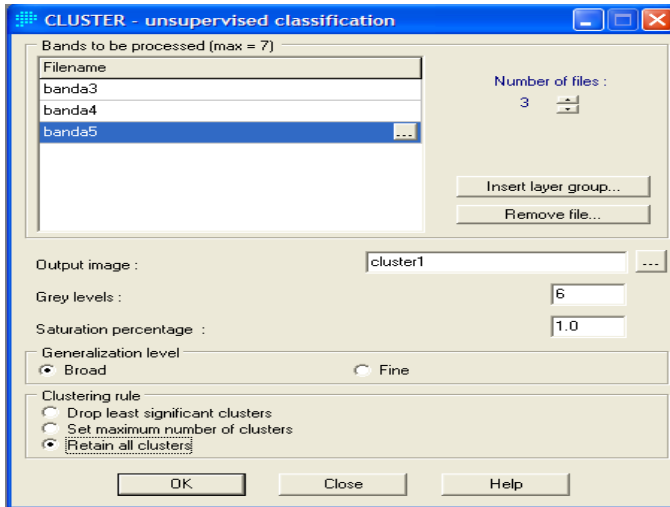 CLUSTER - unsupervised classification
Bands to be processed (max = 7)
Filename
banda3
banda4
banda5
...
Number of files :
3
Insert layer group...
Remove file...
Output image :
cluster1
...
Grey levels :
6
Saturation percentage :
1.0
Generalization level
Broad
Fine
Clustering rule
Drop least significant clusters
Set maximum number of clusters
Retain all clusters
OK
Close
Help